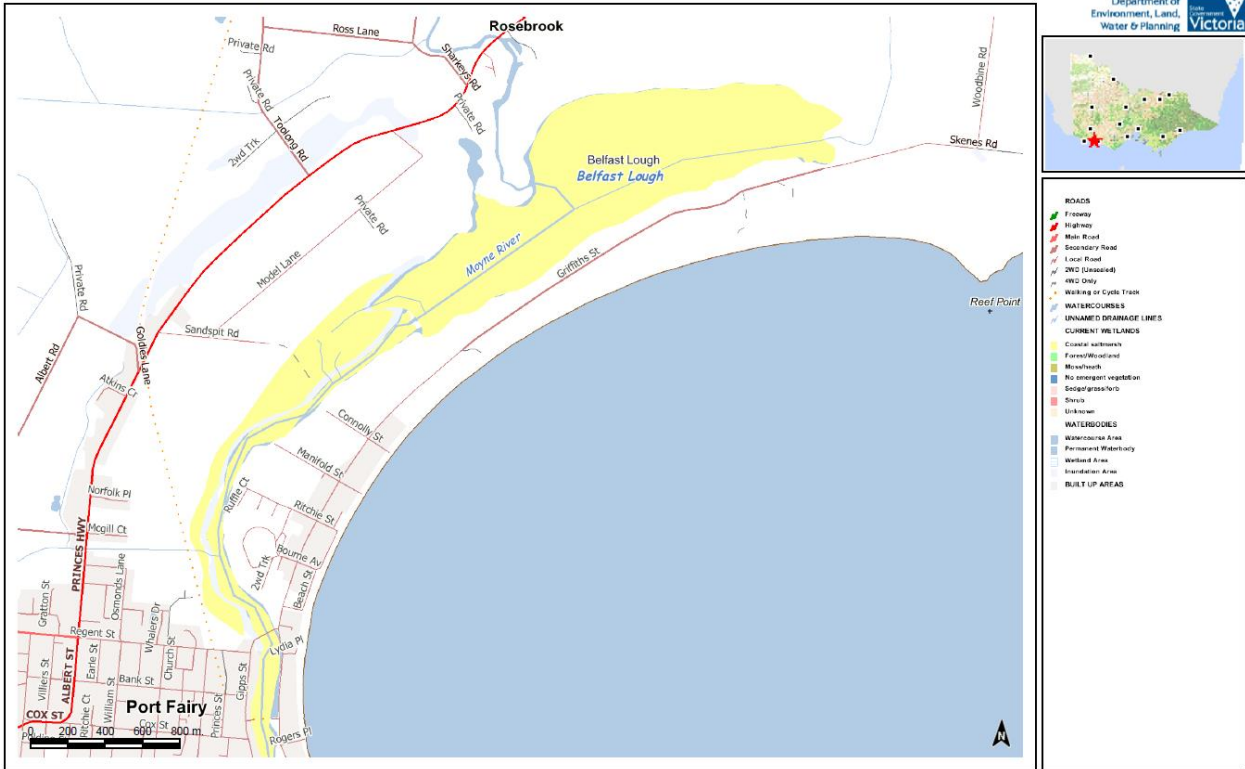 Rosebrook
Ross Lane
Private Rd
Sharkeys Rd
Private Rd
Private Rd
Toolong Rd
2wd Trk
Woodbine Rd
Skenes Rd
Belfast Lough
Belfast Lough
Private Rd
Moyne River
Griffiths St
Model Lane
Private Rd
Reef Point
Sandspit Rd
Goldies Lane
Albert Rd
Atkins Cr
Connolly St
Manifold St
Norfolk Pl
Ruffle Ct
Ritchie St
Mcgill Ct
Bourne Av
2wd Trk
Beach St
PRINCES HWY
Osmonds Lane
Gratton St
Whalers Dr
Regent St
Church St
Lydia Pl
Villiers St
ALBERT ST
Earle St
Bank St
Gipps St
Princes St
William St
Ritchie Ct
Port Fairy
COX ST
Cox St
Rogers Pl
0 200 400 600 800 m.
N
Department of
Environment, Land,
Water & Planning
State
Government
Victoria
ROADS
Freeway
Highway
Main Road
Secondary Road
Local Road
2WD (Unsealed)
4WD Only
Walking or Cycle Track
WATERCOURSES
UNNAMED DRAINAGE LINES
CURRENT WETLANDS
Coastal saltmarsh
Forest/Woodland
Moss/heath
No emergent vegetation
Sedge/grass/forb
Shrub
Unknown
WATERBODIES
Watercourse Area
Permanent Waterbody
Wetland Area
Inundation Area
BUILT UP AREAS